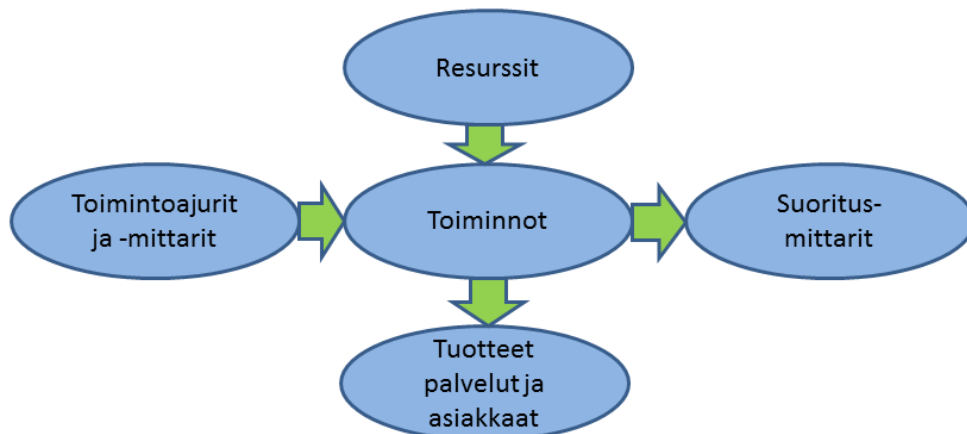 Resurssit
Toimintoajurit
ja -mittarit
Toiminnot
Suoritus-
mittarit
Tuotteet
palvelut ja
asiakkaat